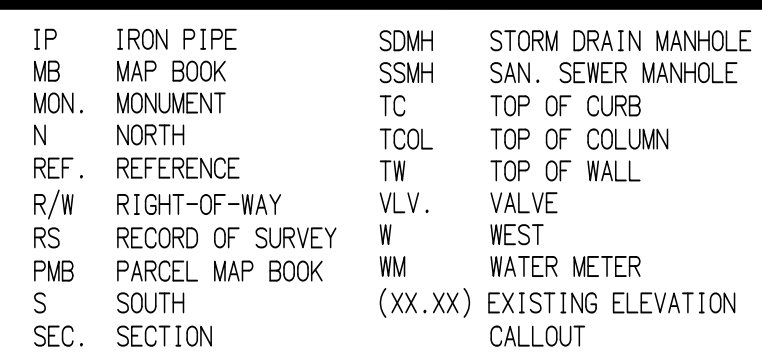 IP IRON PIPE
MB MAP BOOK
MON. MONUMENT
N NORTH
REF. REFERENCE
R/W RIGHT-OF-WAY
RS RECORD OF SURVEY
PMB PARCEL MAP BOOK
S SOUTH
SEC. SECTION
SDMH STORM DRAIN MANHOLE
SSMH SAN. SEWER MANHOLE
TC TOP OF CURB
TCOL TOP OF COLUMN
TW TOP OF WALL
VLV. VALVE
W WEST
WM WATER METER
(XX.XX) EXISTING ELEVATION
CALLOUT